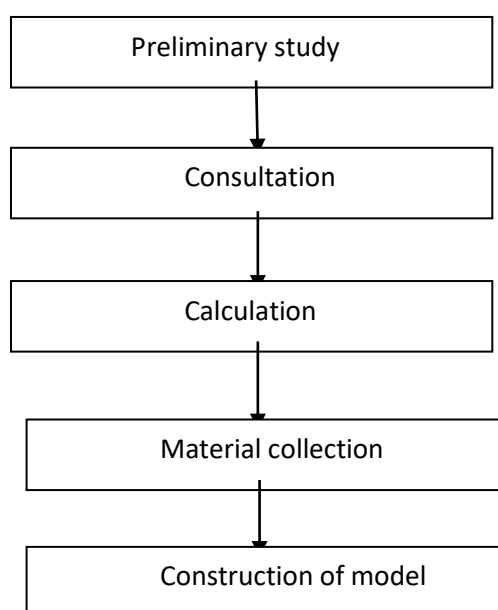 Preliminary study
Consultation
Calculation
Material collection
Construction of model